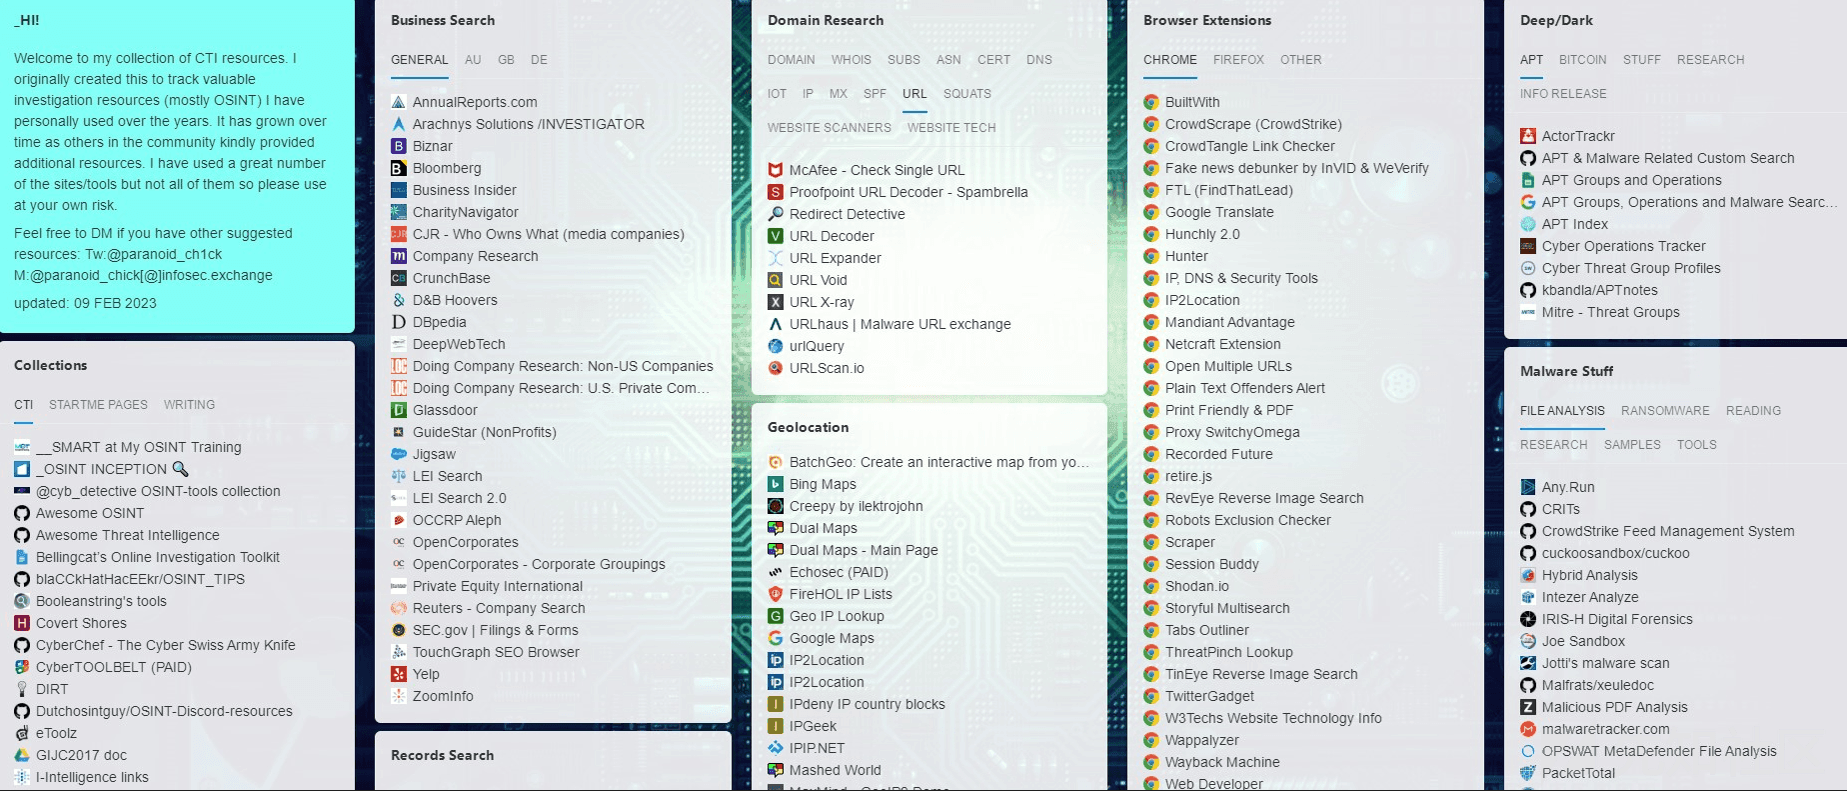 _HI!
Welcome to my collection of CTI resources. I
originally created this to track valuable
investigation resources (mostly OSINT) I have
personally used over the years. It has grown over
time as others in the community kindly provided
additional resources. I have used a great number
of the sites/tools but not all of them so please use
at your own risk.
Feel free to DM if you have other suggested
resources: Tw:@paranoid_ch1ck
M:@paranoid_chick[@]infosec.exchange
updated: 09 FEB 2023
Collections
CTI STARTME PAGES WRITING
__SMART at My OSINT Training
_OSINT INCEPTION
@cyb_detective OSINT-tools collection
Awesome OSINT
Awesome Threat Intelligence
Bellingcat's Online Investigation Toolkit
blaCCkHatHacEEkr/OSINT_TIPS
Booleanstring's tools
Covert Shores
CyberChef - The Cyber Swiss Army Knife
CyberTOOLBELT (PAID)
DIRT
Dutchosintguy/OSINT-Discord-resources
eToolz
GIJC2017 doc
I-Intelligence links
Business Search
GENERAL AU GB DE
AnnualReports.com
Arachnys Solutions /INVESTIGATOR
Biznar
Bloomberg
Business Insider
CharityNavigator
CJR - Who Owns What (media companies)
Company Research
CrunchBase
D&B Hoovers
DBpedia
DeepWebTech
Doing Company Research: Non-US Companies
Doing Company Research: U.S. Private Com...
Glassdoor
GuideStar (NonProfits)
Jigsaw
LEI Search
LEI Search 2.0
OCCRP Aleph
OpenCorporates
OpenCorporates - Corporate Groupings
Private Equity International
Reuters - Company Search
SEC.gov | Filings & Forms
TouchGraph SEO Browser
Yelp
ZoomInfo
Records Search
Domain Research
DOMAIN WHOIS SUBS ASN CERT DNS
IOT IP MX SPF URL SQUATS
WEBSITE SCANNERS WEBSITE TECH
McAfee - Check Single URL
Proofpoint URL Decoder - Spambrella
Redirect Detective
URL Decoder
URL Expander
URL Void
URL X-ray
URLhaus | Malware URL exchange
urlQuery
URLScan.io
Geolocation
BatchGeo: Create an interactive map from yo...
Bing Maps
Creepy by ilektrojohn
Dual Maps
Dual Maps - Main Page
Echosec (PAID)
FireHOL IP Lists
Geo IP Lookup
Google Maps
IP2Location
IP2Location
IPdeny IP country blocks
IPGeek
IPIP.NET
Mashed World
MaxMind - GeoIP2 Demo
Browser Extensions
CHROME FIREFOX OTHER
BuiltWith
CrowdScrape (CrowdStrike)
CrowdTangle Link Checker
Fake news debunker by InVID & WeVerify
FTL (FindThatLead)
Google Translate
Hunchly 2.0
Hunter
IP, DNS & Security Tools
IP2Location
Mandiant Advantage
Netcraft Extension
Open Multiple URLs
Plain Text Offenders Alert
Print Friendly & PDF
Proxy SwitchyOmega
Recorded Future
retire.js
RevEye Reverse Image Search
Robots Exclusion Checker
Scraper
Session Buddy
Shodan.io
Storyful Multisearch
Tabs Outliner
ThreatPinch Lookup
TinEye Reverse Image Search
TwitterGadget
W3Techs Website Technology Info
Wappalyzer
Wayback Machine
Web Developer
Deep/Dark
APT BITCOIN STUFF RESEARCH
INFO RELEASE
ActorTrackr
APT & Malware Related Custom Search
APT Groups and Operations
APT Groups, Operations and Malware Searc...
APT Index
Cyber Operations Tracker
Cyber Threat Group Profiles
kbandla/APTnotes
Mitre - Threat Groups
Malware Stuff
FILE ANALYSIS RANSOMWARE READING
RESEARCH SAMPLES TOOLS
Any.Run
CRITs
CrowdStrike Feed Management System
cuckoosandbox/cuckoo
Hybrid Analysis
Intezer Analyze
IRIS-H Digital Forensics
Joe Sandbox
Jotti's malware scan
Malfrats/xeuledoc
Malicious PDF Analysis
malwaretracker.com
OPSWAT MetaDefender File Analysis
PacketTotal